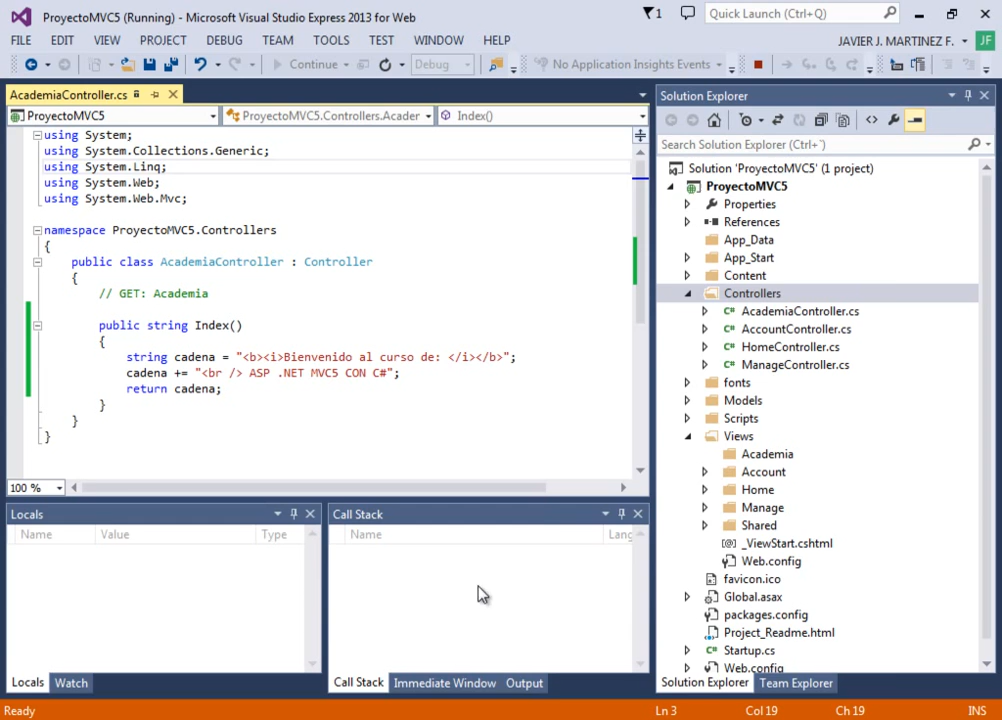 ProyectoMVC5 (Running) - Microsoft Visual Studio Express 2013 for Web
1
Quick Launch (Ctrl+Q)
FILE EDIT VIEW PROJECT DEBUG TEAM TOOLS TEST WINDOW HELP
JAVIER J. MARTINEZ F. JF
Continue Debug No Application Insights Events
AcademiaController.cs
ProyectoMVC5 ProyectoMVC5.Controllers.Acader Index()
using System;
using System.Collections.Generic;
using System.Linq;
using System.Web;
using System.Web.Mvc;
namespace ProyectoMVC5.Controllers
{
public class AcademiaController : Controller
{
// GET: Academia
public string Index()
{
string cadena = "<b><i>Bienvenido al curso de: </i></b>";
cadena += "<br /> ASP .NET MVC5 CON C#";
return cadena;
}
}
}
100 %
Locals
Name Value Type
Locals Watch
Call Stack
Name Lang
Call Stack Immediate Window Output
Solution Explorer
Search Solution Explorer (Ctrl+¨)
Solution 'ProyectoMVC5' (1 project)
ProyectoMVC5
Properties
References
App_Data
App_Start
Content
Controllers
C# AcademiaController.cs
C# AccountController.cs
C# HomeController.cs
C# ManageController.cs
fonts
Models
Scripts
Views
Academia
Account
Home
Manage
Shared
[@] _ViewStart.cshtml
Web.config
favicon.ico
Global.asax
packages.config
Project_Readme.html
C# Startup.cs
Web.config
Solution Explorer Team Explorer
Ready Ln 3 Col 19 Ch 19 INS